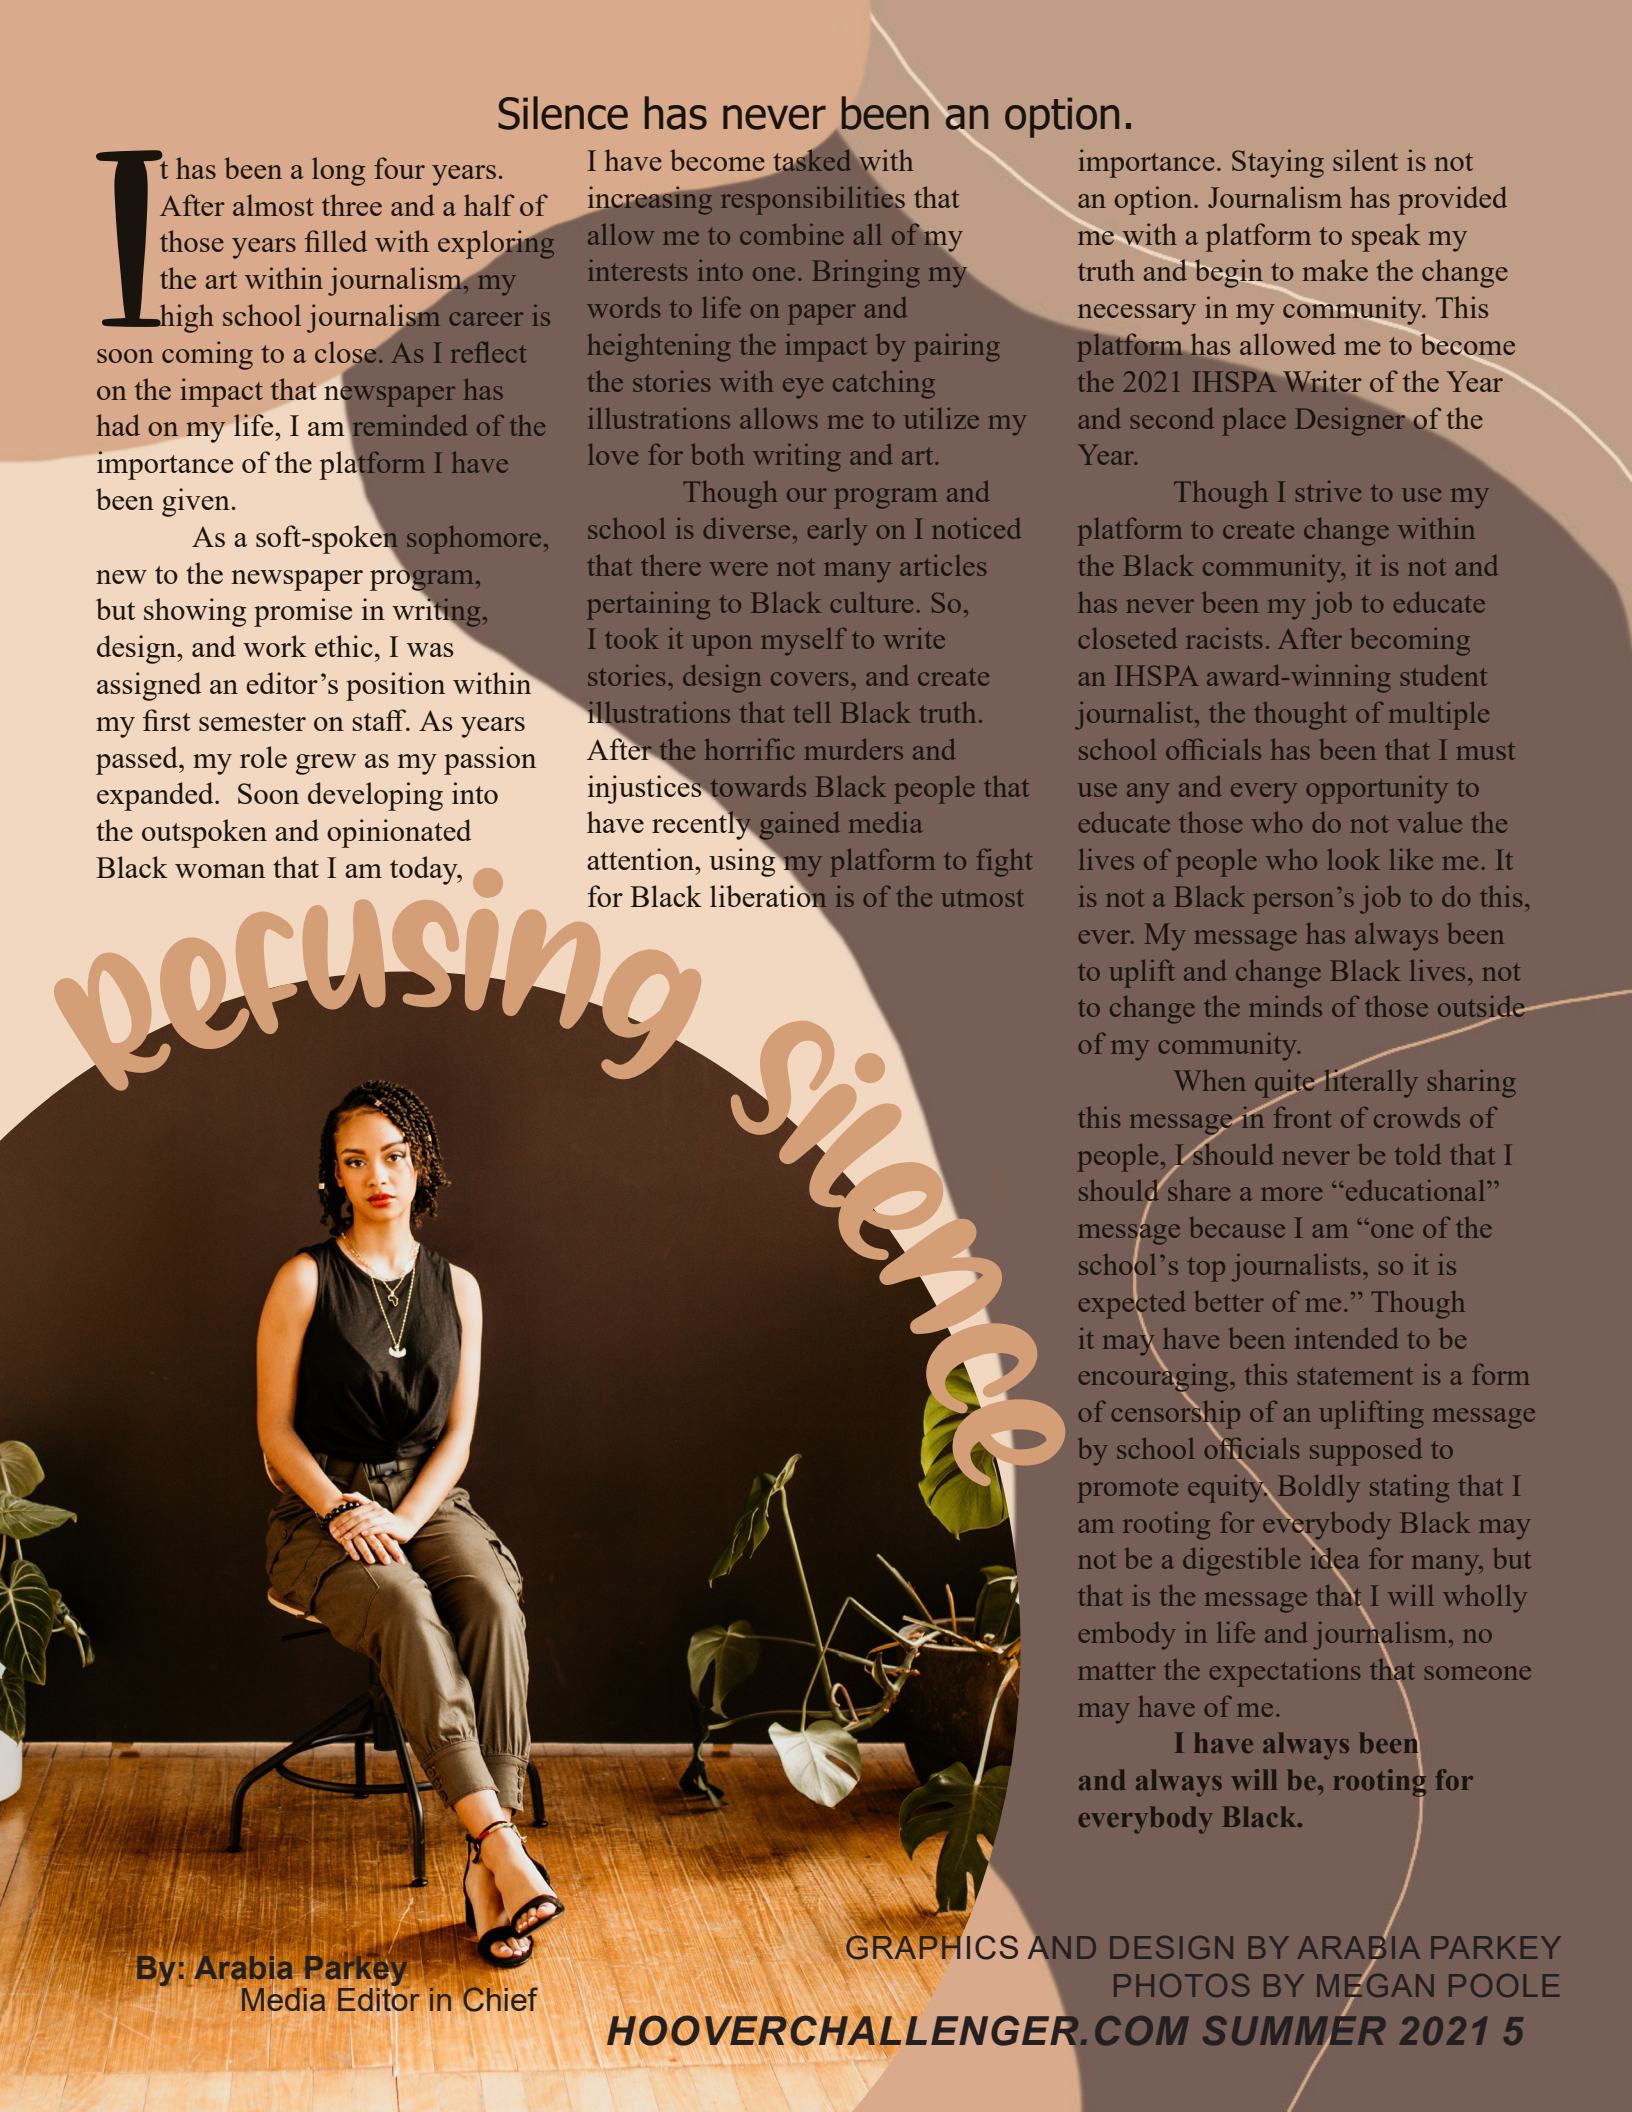 Silence has never been an option.
It has been a long four years.
After almost three and a half of
those years filled with exploring
the art within journalism, my
high school journalism career is
soon coming to a close. As I reflect
on the impact that newspaper has
had on my life, I am reminded of the
importance of the platform I have
been given.
As a soft-spoken sophomore,
new to the newspaper program,
but showing promise in writing,
design, and work ethic, I was
assigned an editor’s position within
my first semester on staff. As years
passed, my role grew as my passion
expanded.  Soon developing into
the outspoken and opinionated
Black woman that I am today,
I have become tasked with
increasing responsibilities that
allow me to combine all of my
interests into one. Bringing my
words to life on paper and
heightening the impact by pairing
the stories with eye catching
illustrations allows me to utilize my
love for both writing and art.
Though our program and
school is diverse, early on I noticed
that there were not many articles
pertaining to Black culture. So,
I took it upon myself to write
stories, design covers, and create
illustrations that tell Black truth.
After the horrific murders and
injustices towards Black people that
have recently gained media
attention, using my platform to fight
for Black liberation is of the utmost
importance. Staying silent is not
an option. Journalism has provided
me with a platform to speak my
truth and begin to make the change
necessary in my community. This
platform has allowed me to become
the 2021 IHSPA Writer of the Year
and second place Designer of the
Year.
Though I strive to use my
platform to create change within
the Black community, it is not and
has never been my job to educate
closeted racists. After becoming
an IHSPA award-winning student
journalist, the thought of multiple
school officials has been that I must
use any and every opportunity to
educate those who do not value the
lives of people who look like me. It
is not a Black person’s job to do this,
ever. My message has always been
to uplift and change Black lives, not
to change the minds of those outside
of my community.
When quite literally sharing
this message in front of crowds of
people, I should never be told that I
should share a more “educational”
message because I am “one of the
school’s top journalists, so it is
expected better of me.” Though
it may have been intended to be
encouraging, this statement is a form
of censorship of an uplifting message
by school officials supposed to
promote equity. Boldly stating that I
am rooting for everybody Black may
not be a digestible idea for many, but
that is the message that I will wholly
embody in life and journalism, no
matter the expectations that someone
may have of me.
I have always been
and always will be, rooting for
everybody Black.
Refusing Silence
By: Arabia Parkey
Media Editor in Chief
GRAPHICS AND DESIGN BY ARABIA PARKEY
PHOTOS BY MEGAN POOLE
HOOVERCHALLENGER.COM SUMMER 2021 5